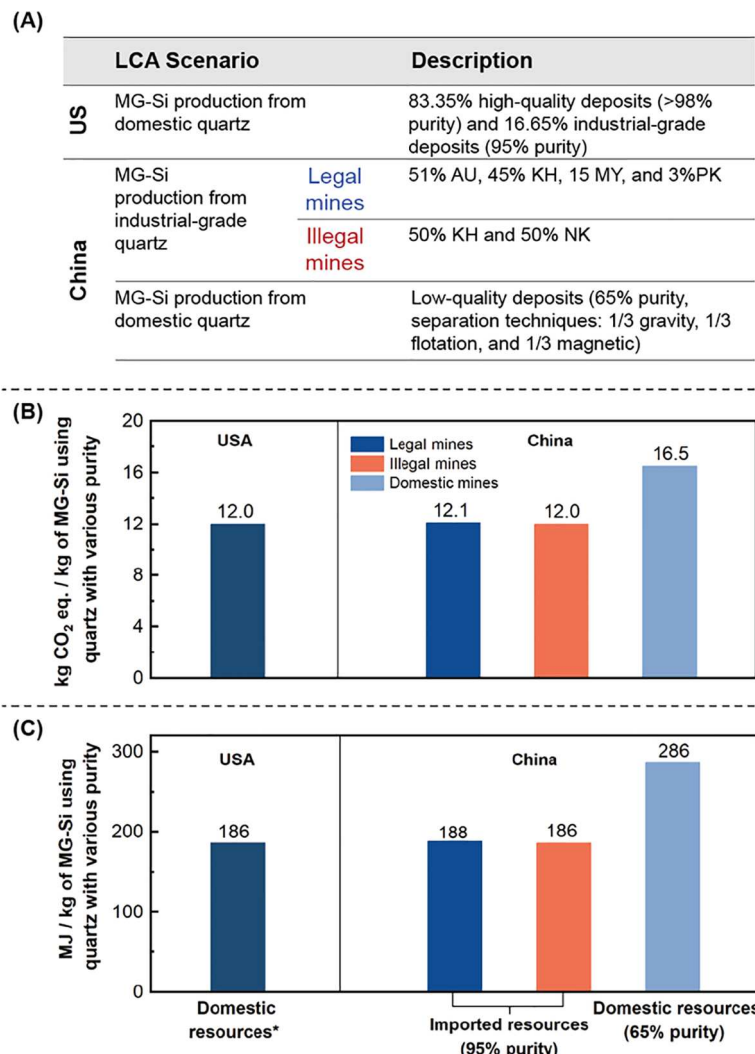 (A)
LCA Scenario Description
US
MG-Si production from
domestic quartz
83.35% high-quality deposits (>98%
purity) and 16.65% industrial-grade
deposits (95% purity)
China
MG-Si
production from
industrial-grade
quartz
Legal
mines
51% AU, 45% KH, 15 MY, and 3%PK
Illegal
mines
50% KH and 50% NK
MG-Si production from
domestic quartz
Low-quality deposits (65% purity,
separation techniques: 1/3 gravity, 1/3
flotation, and 1/3 magnetic)
(B)
kg CO₂ eq. / kg of MG-Si using
quartz with various purity
20
16
12
8
4
0
USA
China
Legal mines
Illegal mines
Domestic mines
12.0
12.1
12.0
16.5
(C)
MJ / kg of MG-Si using
quartz with various purity
300
200
100
0
USA
China
186
188
186
286
Domestic
resources*
Imported resources
(95% purity)
Domestic resources
(65% purity)